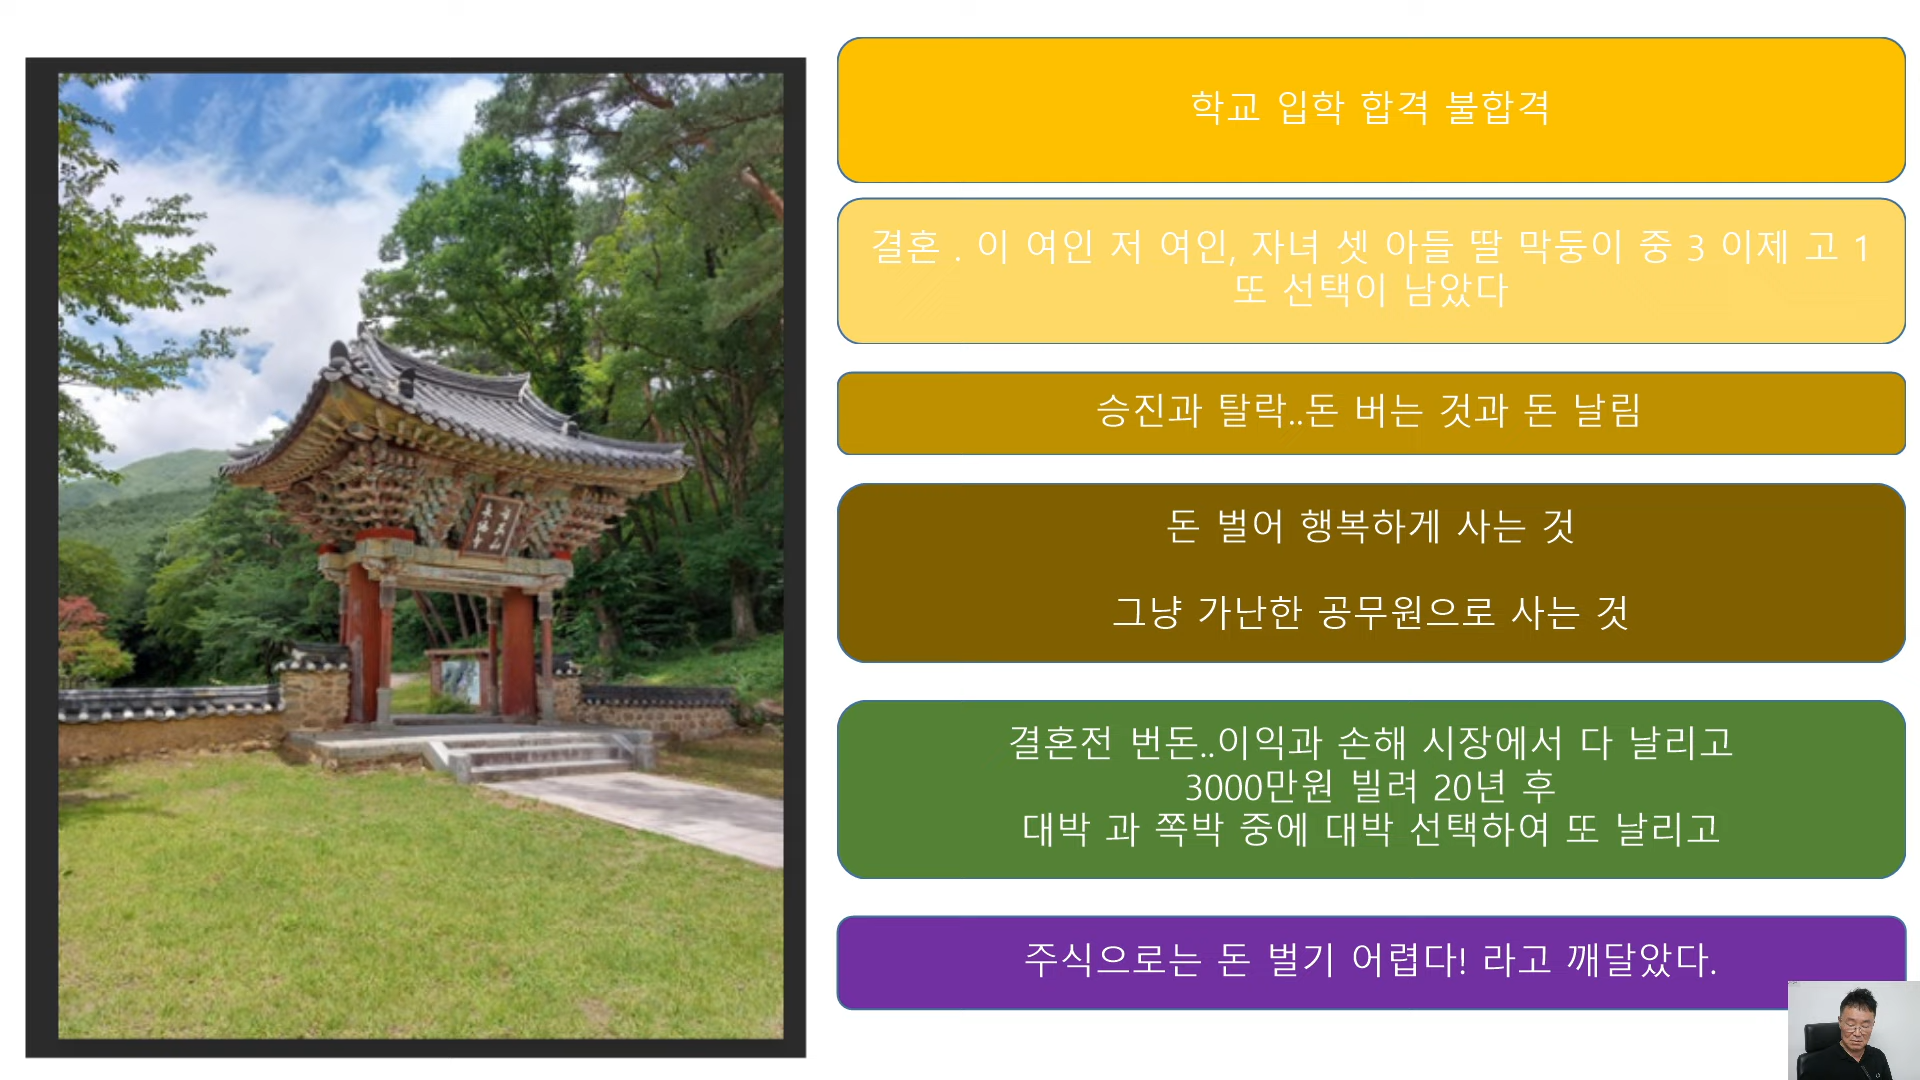 학교 입학 합격 불합격
결혼 . 이 여인 저 여인, 자녀 셋 아들 딸 막둥이 중 3 이제 고 1
또 선택이 남았다
승진과 탈락..돈 버는 것과 돈 날림
돈 벌어 행복하게 사는 것
그냥 가난한 공무원으로 사는 것
결혼전 번돈..이익과 손해 시장에서 다 날리고
3000만원 빌려 20년 후
대박 과 쪽박 중에 대박 선택하여 또 날리고
주식으로는 돈 벌기 어렵다! 라고 깨달았다.